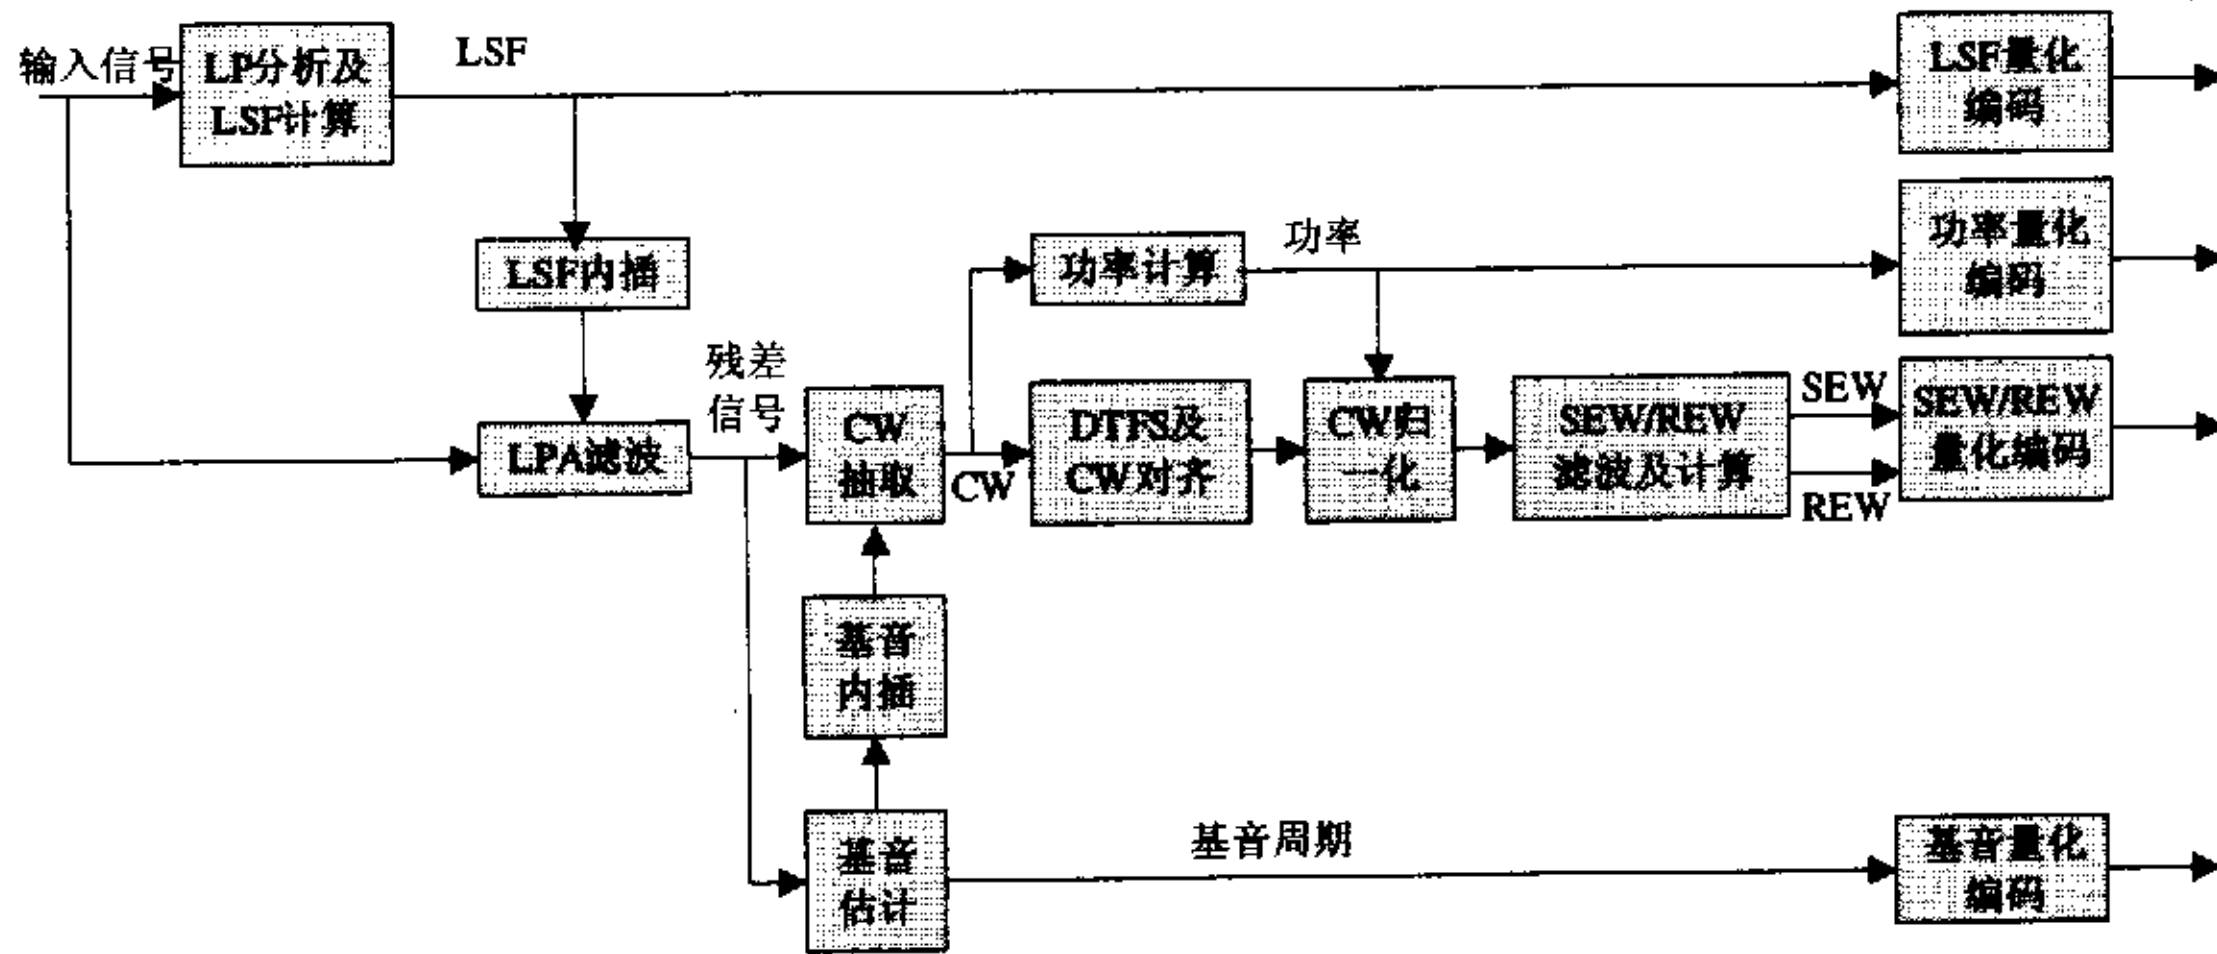 输入信号
LP分析及
LSF计算
LSF
LSF量化
编码
LSF内插
功率计算
功率
功率量化
编码
残差
信号
LPA滤波
CW
抽取
CW
DTFS及
CW对齐
CW归
一化
SEW/REW
滤波及计算
SEW
REW
SEW/REW
量化编码
基音
内插
基音
估计
基音周期
基音量化
编码